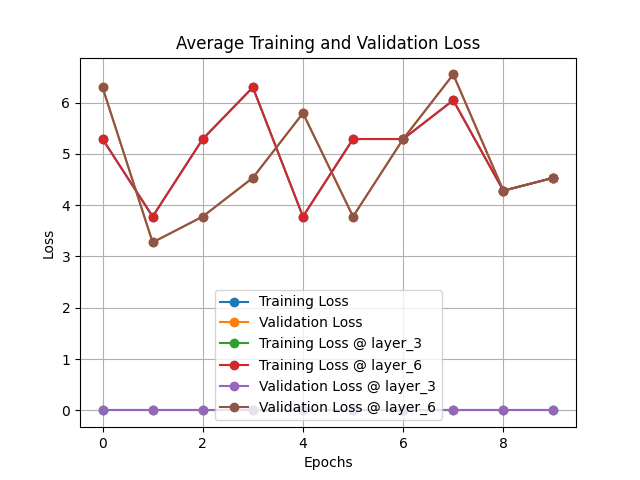 Average Training and Validation Loss
Loss
6
5
4
3
2
1
0
Training Loss
Validation Loss
Training Loss @ layer_3
Training Loss @ layer_6
Validation Loss @ layer_3
Validation Loss @ layer_6
0 2 4 6 8
Epochs